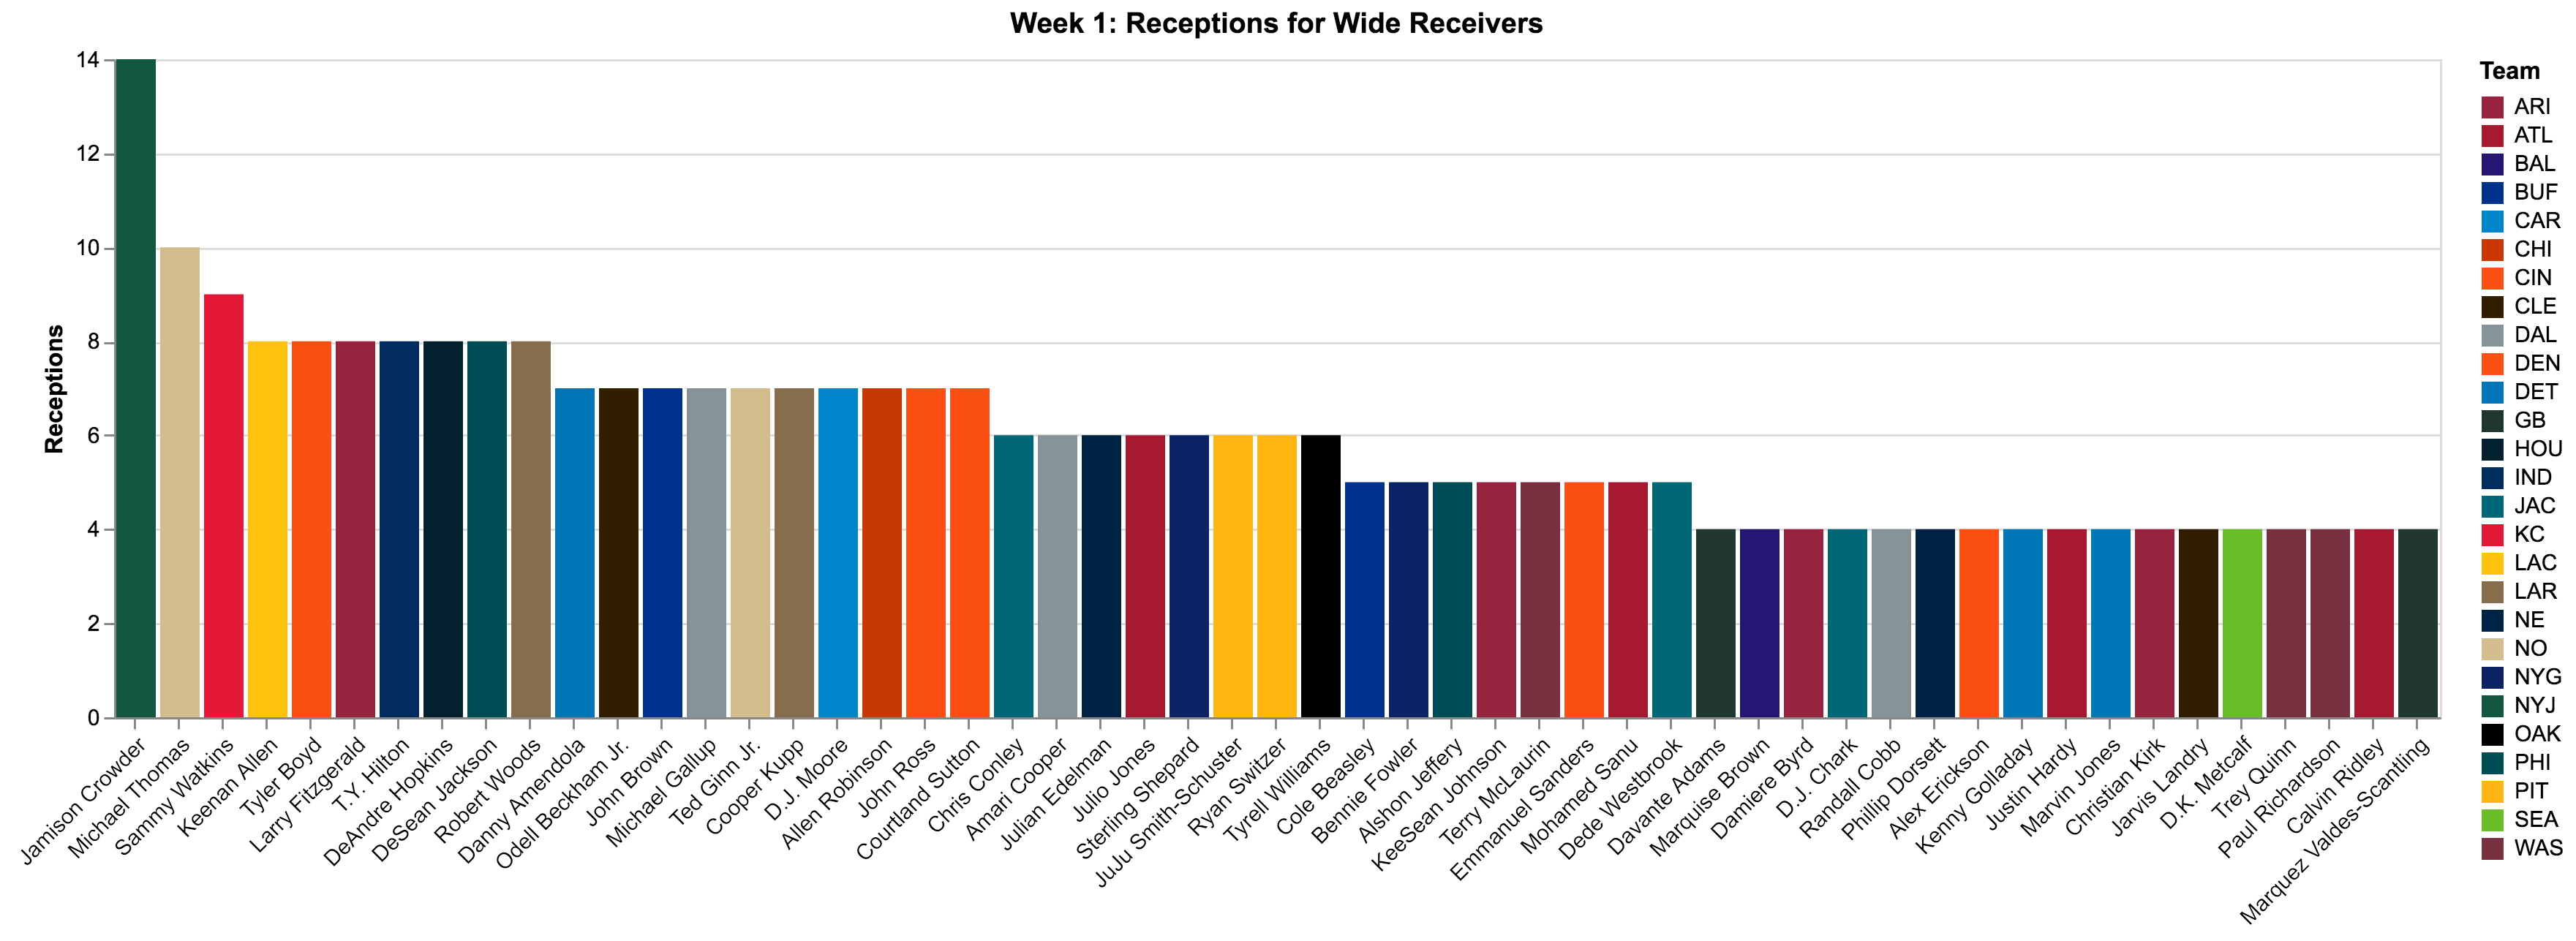 Week 1: Receptions for Wide Receivers
Receptions
14
12
10
8
6
4
2
0
Jamison Crowder
Michael Thomas
Sammy Watkins
Keenan Allen
Tyler Boyd
Larry Fitzgerald
T.Y. Hilton
DeAndre Hopkins
DeSean Jackson
Robert Woods
Danny Amendola
Odell Beckham Jr.
John Brown
Michael Gallup
Ted Ginn Jr.
Cooper Kupp
D.J. Moore
Allen Robinson
John Ross
Courtland Sutton
Chris Conley
Amari Cooper
Julian Edelman
Julio Jones
Sterling Shepard
JuJu Smith-Schuster
Ryan Switzer
Tyrell Williams
Cole Beasley
Bennie Fowler
Alshon Jeffery
KeeSean Johnson
Terry McLaurin
Emmanuel Sanders
Mohamed Sanu
Dede Westbrook
Davante Adams
Marquise Brown
Damiere Byrd
D.J. Chark
Randall Cobb
Phillip Dorsett
Alex Erickson
Kenny Golladay
Justin Hardy
Marvin Jones
Christian Kirk
Jarvis Landry
D.K. Metcalf
Trey Quinn
Paul Richardson
Calvin Ridley
Marquez Valdes-Scantling
Team
ARI
ATL
BAL
BUF
CAR
CHI
CIN
CLE
DAL
DEN
DET
GB
HOU
IND
JAC
KC
LAC
LAR
NE
NO
NYG
NYJ
OAK
PHI
PIT
SEA
WAS